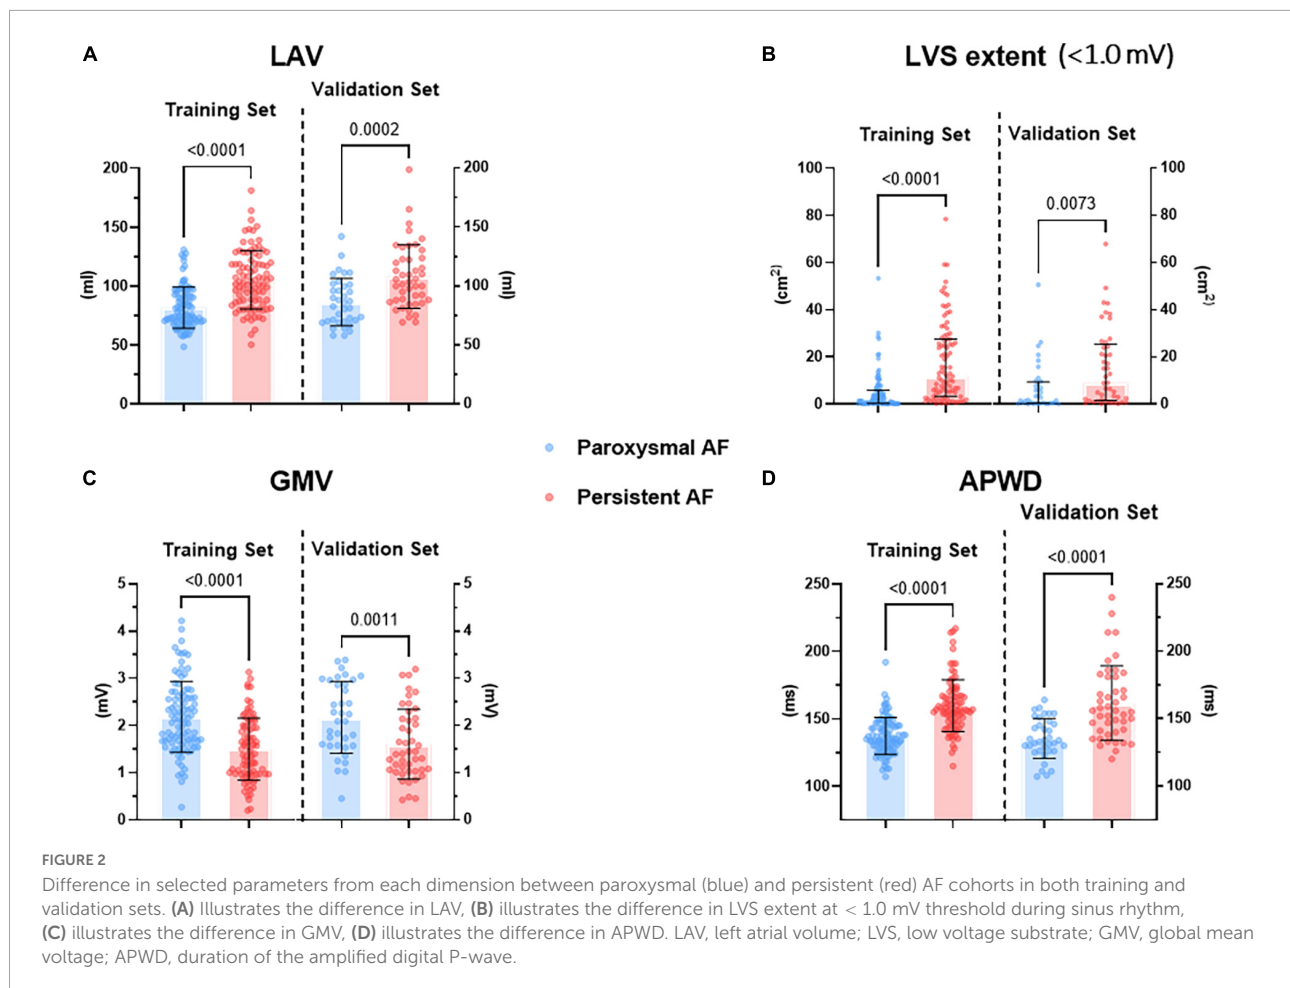 A
LAV
Training Set
Validation Set
<0.0001
0.0002
200
150
100
50
0
(ml)
200
150
100
50
0
(ml)
B
LVS extent (<1.0 mV)
Training Set
Validation Set
<0.0001
0.0073
100
80
60
40
20
0
(cm²)
100
80
60
40
20
0
(cm²)
Paroxysmal AF
Persistent AF
C
GMV
Training Set
Validation Set
<0.0001
0.0011
5
4
3
2
1
0
(mV)
5
4
3
2
1
0
(mV)
D
APWD
Training Set
Validation Set
<0.0001
<0.0001
250
200
150
100
(ms)
250
200
150
100
(ms)
FIGURE 2
Difference in selected parameters from each dimension between paroxysmal (blue) and persistent (red) AF cohorts in both training and
validation sets. (A) Illustrates the difference in LAV, (B) illustrates the difference in LVS extent at < 1.0 mV threshold during sinus rhythm,
(C) illustrates the difference in GMV, (D) illustrates the difference in APWD. LAV, left atrial volume; LVS, low voltage substrate; GMV, global mean
voltage; APWD, duration of the amplified digital P-wave.